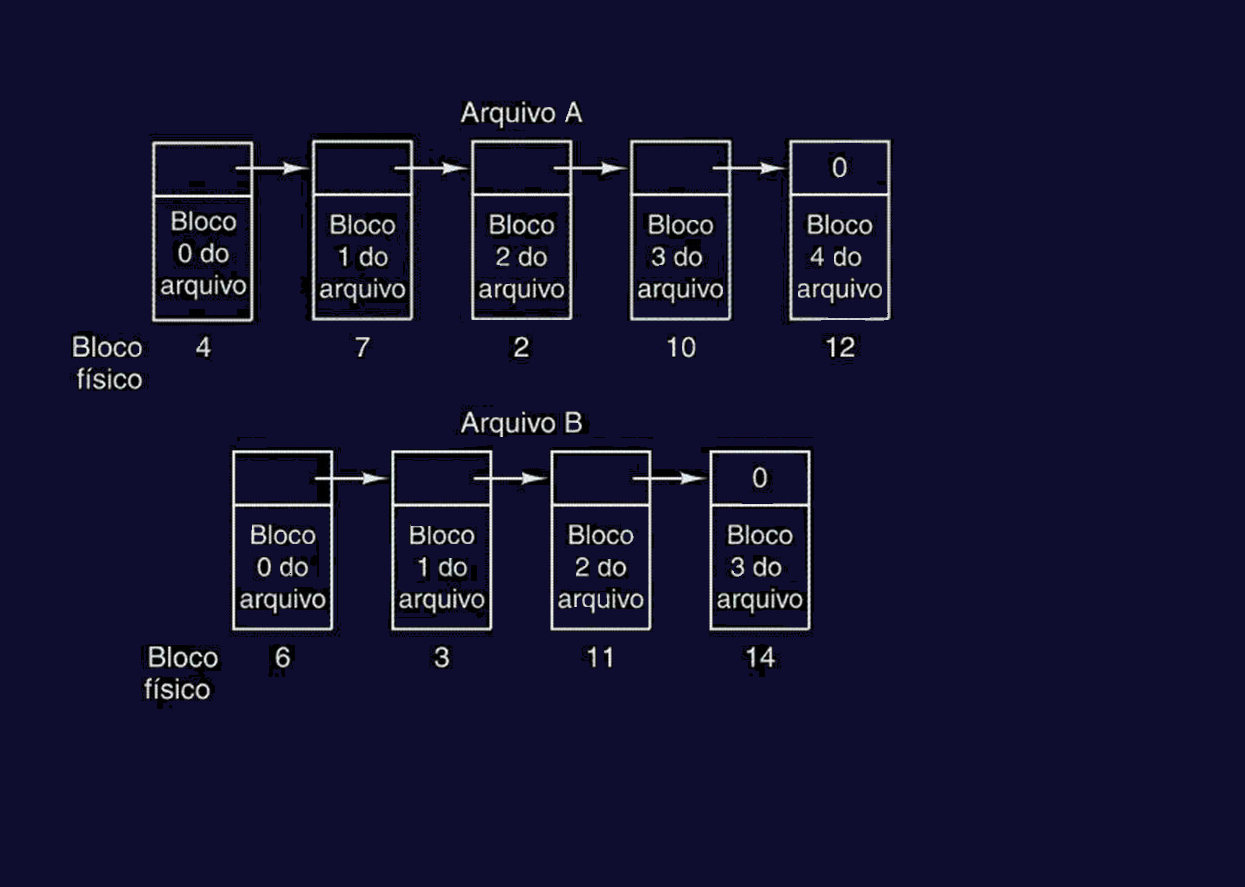 Arquivo A
0
Bloco Bloco Bloco Bloco Bloco
0 do 1 do 2 do 3 do 4 do
arquivo arquivo arquivo arquivo arquivo
Bloco 4 7 2 10 12
físico
Arquivo B
0
Bloco Bloco Bloco Bloco
0 do 1 do 2 do 3 do
arquivo arquivo arquivo arquivo
Bloco 6 3 11 14
físico